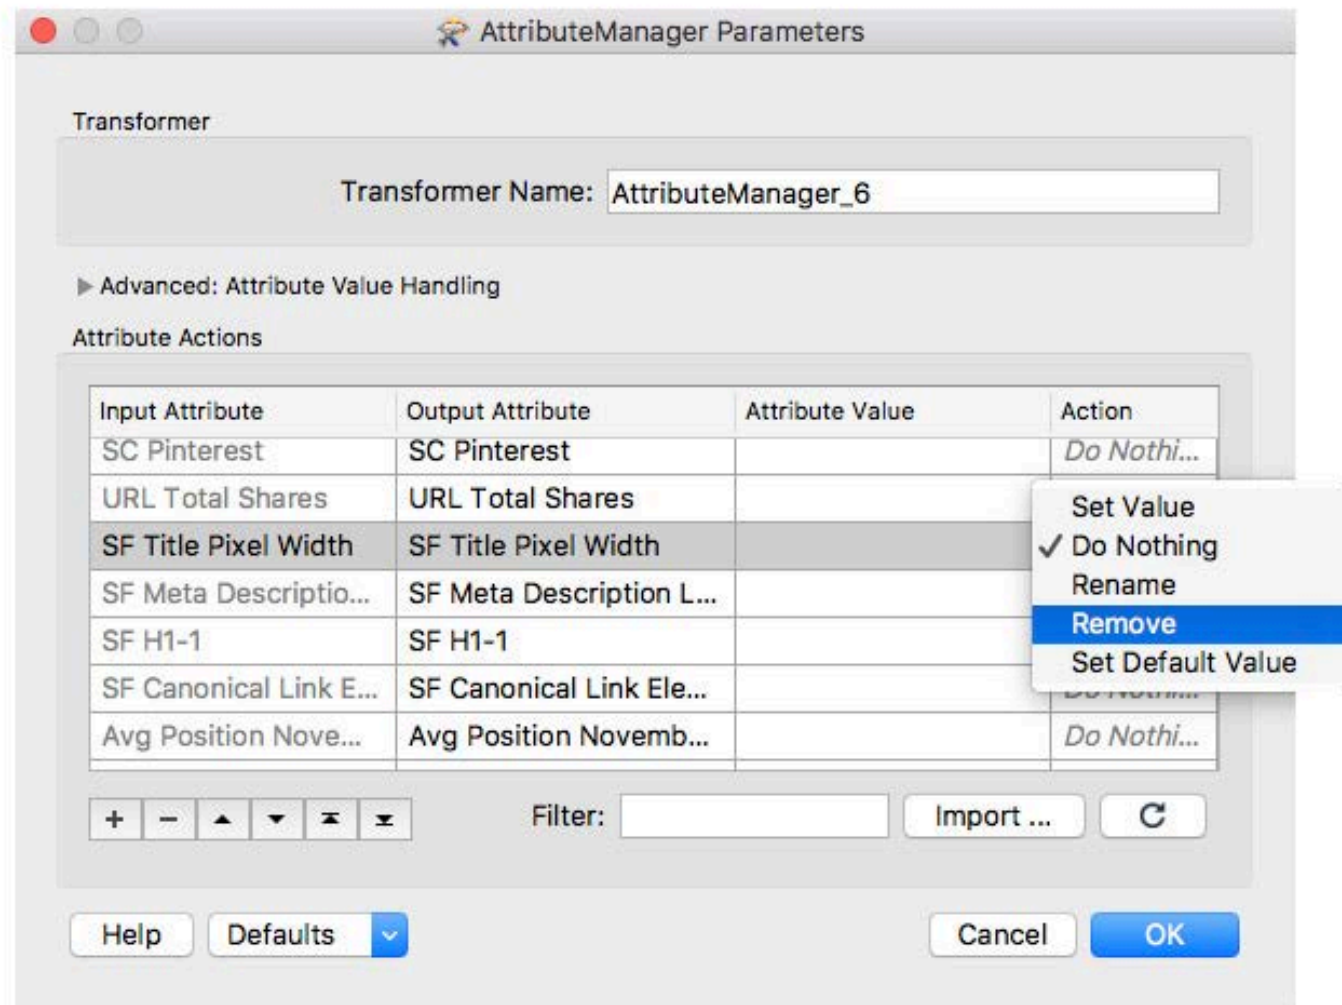 AttributeManager Parameters
Transformer
Transformer Name: AttributeManager_6
Advanced: Attribute Value Handling
Attribute Actions
Input Attribute Output Attribute Attribute Value Action
SC Pinterest SC Pinterest Do Nothi...
URL Total Shares URL Total Shares
Set Value
SF Title Pixel Width SF Title Pixel Width ✓ Do Nothing
SF Meta Descriptio... SF Meta Description L... Rename
Remove
SF H1-1 SF H1-1
Set Default Value
SF Canonical Link E... SF Canonical Link Ele... Do Nothi...
Avg Position Nove... Avg Position Novemb... Do Nothi...
+ −
Filter: Import ...
Help Defaults Cancel OK